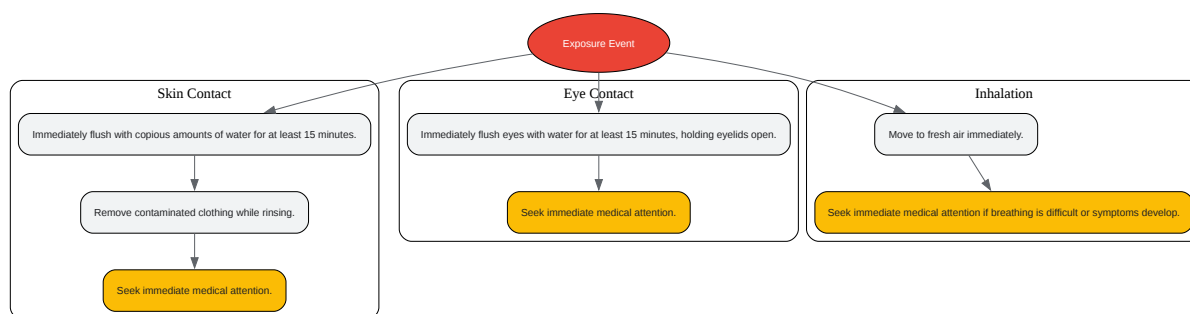 Exposure Event
Skin Contact
Immediately flush with copious amounts of water for at least 15 minutes.
Remove contaminated clothing while rinsing.
Seek immediate medical attention.
Eye Contact
Immediately flush eyes with water for at least 15 minutes, holding eyelids open.
Seek immediate medical attention.
Inhalation
Move to fresh air immediately.
Seek immediate medical attention if breathing is difficult or symptoms develop.